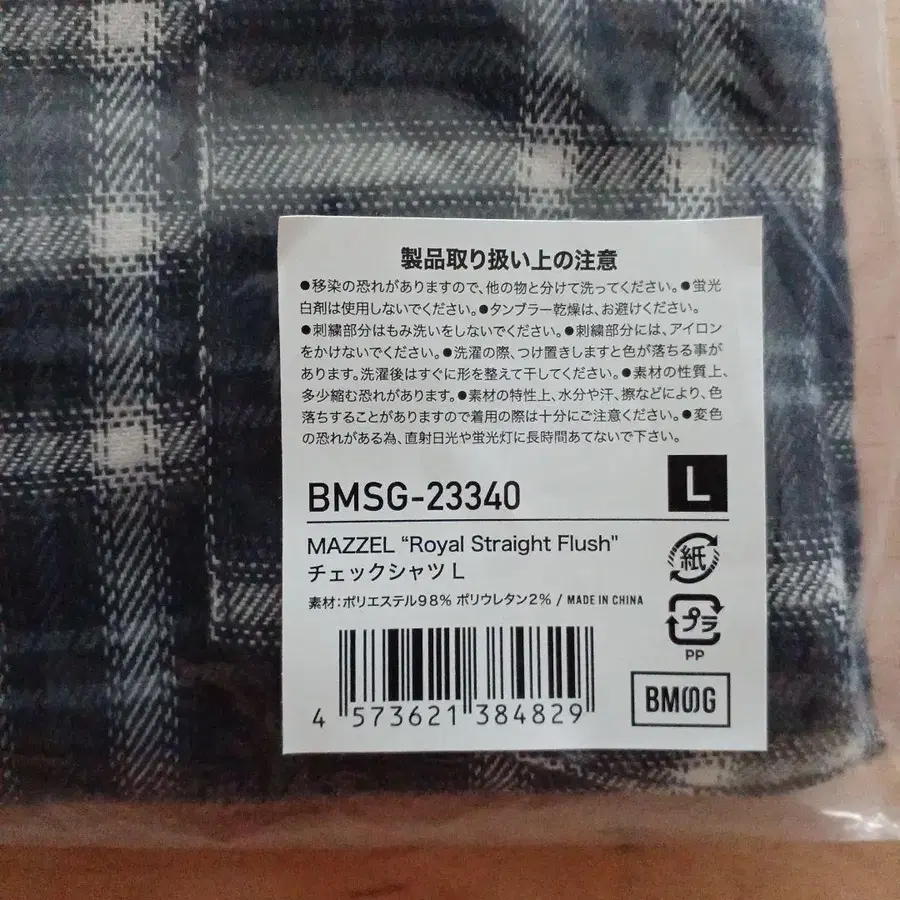 製品取り扱い上の注意
●移染の恐れがありますので、他の物と分けて洗ってください。●蛍光
白剤は使用しないでください。●タンブラー乾燥は、お避けください。
●刺繍部分はもみ洗いをしないでください。●刺繍部分には、アイロン
をかけないでください。●洗濯の際、つけ置きしますと色が落ちる事が
あります。洗濯後はすぐに形を整えて干してください。●素材の性質上、
多少縮む恐れがあります。●素材の特性上、水分や汗、擦などにより、色
落ちすることがありますので着用の際は十分にご注意ください。●変色
の恐れがある為、直射日光や蛍光灯に長時間あてないで下さい。
BMSG-23340 L
MAZZEL “Royal Straight Flush"
チェックシャツ L
紙
素材:ポリエステル98% ポリウレタン2% / MADE IN CHINA
プラ
PP
BMSG
4 573621 384829